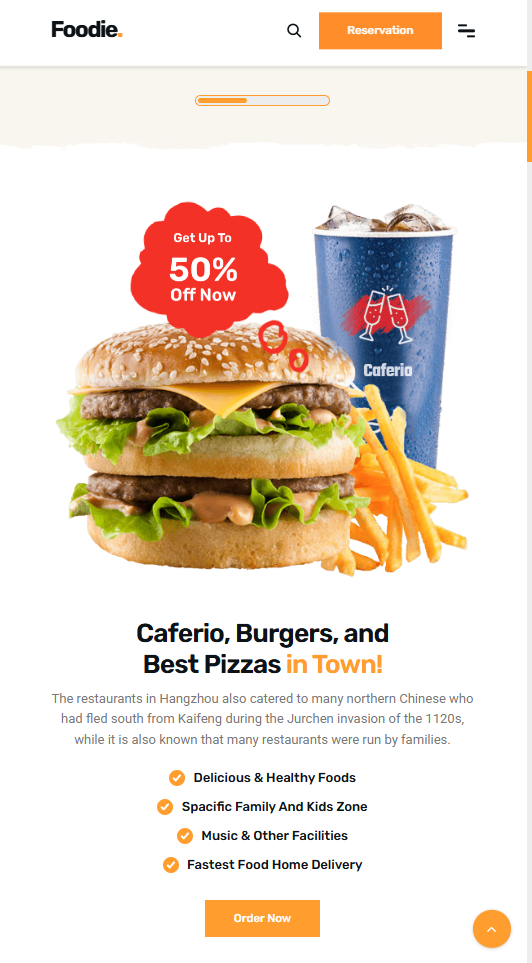 Foodie.
Reservation
Get Up To
50%
Off Now
Caferio
Caferio, Burgers, and
Best Pizzas in Town!
The restaurants in Hangzhou also catered to many northern Chinese who
had fled south from Kaifeng during the Jurchen invasion of the 1120s,
while it is also known that many restaurants were run by families.
Delicious & Healthy Foods
Spacific Family And Kids Zone
Music & Other Facilities
Fastest Food Home Delivery
Order Now